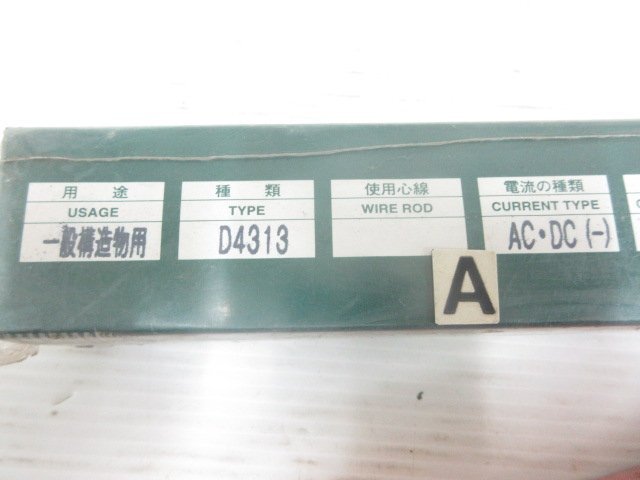 用途
USAGE
一般構造物用
種類
TYPE
D4313
使用心線
WIRE ROD
電流の種類
CURRENT TYPE
AC・DC(-)
A